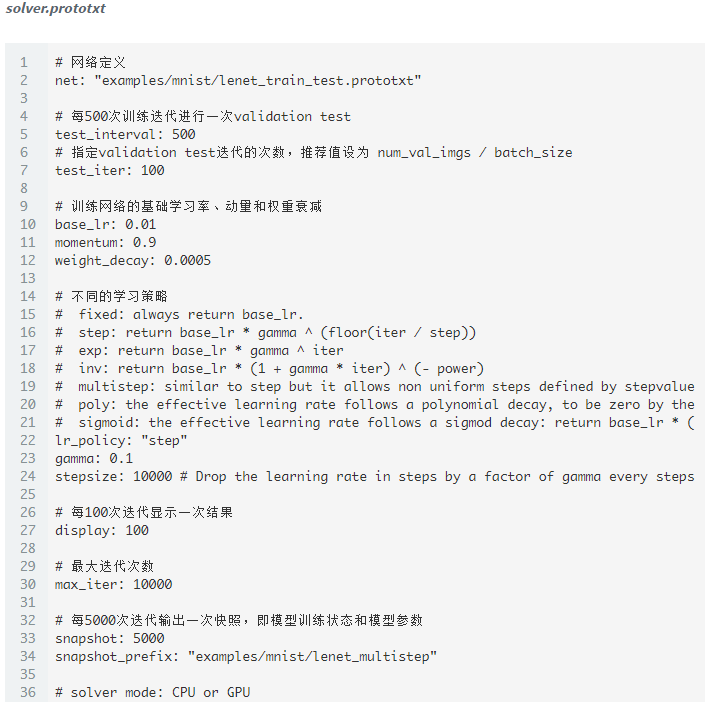 solver.prototxt
1 # 网络定义
2 net: "examples/mnist/lenet_train_test.prototxt"
3
4 # 每500次训练迭代进行一次validation test
5 test_interval: 500
6 # 指定validation test迭代的次数，推荐值设为 num_val_imgs / batch_size
7 test_iter: 100
8
9 # 训练网络的基础学习率、动量和权重衰减
10 base_lr: 0.01
11 momentum: 0.9
12 weight_decay: 0.0005
13
14 # 不同的学习策略
15 #  fixed: always return base_lr.
16 #  step: return base_lr * gamma ^ (floor(iter / step))
17 #  exp: return base_lr * gamma ^ iter
18 #  inv: return base_lr * (1 + gamma * iter) ^ (- power)
19 #  multistep: similar to step but it allows non uniform steps defined by stepvalue
20 #  poly: the effective learning rate follows a polynomial decay, to be zero by the
21 #  sigmoid: the effective learning rate follows a sigmod decay: return base_lr * (
22 lr_policy: "step"
23 gamma: 0.1
24 stepsize: 10000 # Drop the learning rate in steps by a factor of gamma every steps
25
26 # 每100次迭代显示一次结果
27 display: 100
28
29 # 最大迭代次数
30 max_iter: 10000
31
32 # 每5000次迭代输出一次快照，即模型训练状态和模型参数
33 snapshot: 5000
34 snapshot_prefix: "examples/mnist/lenet_multistep"
35
36 # solver mode: CPU or GPU